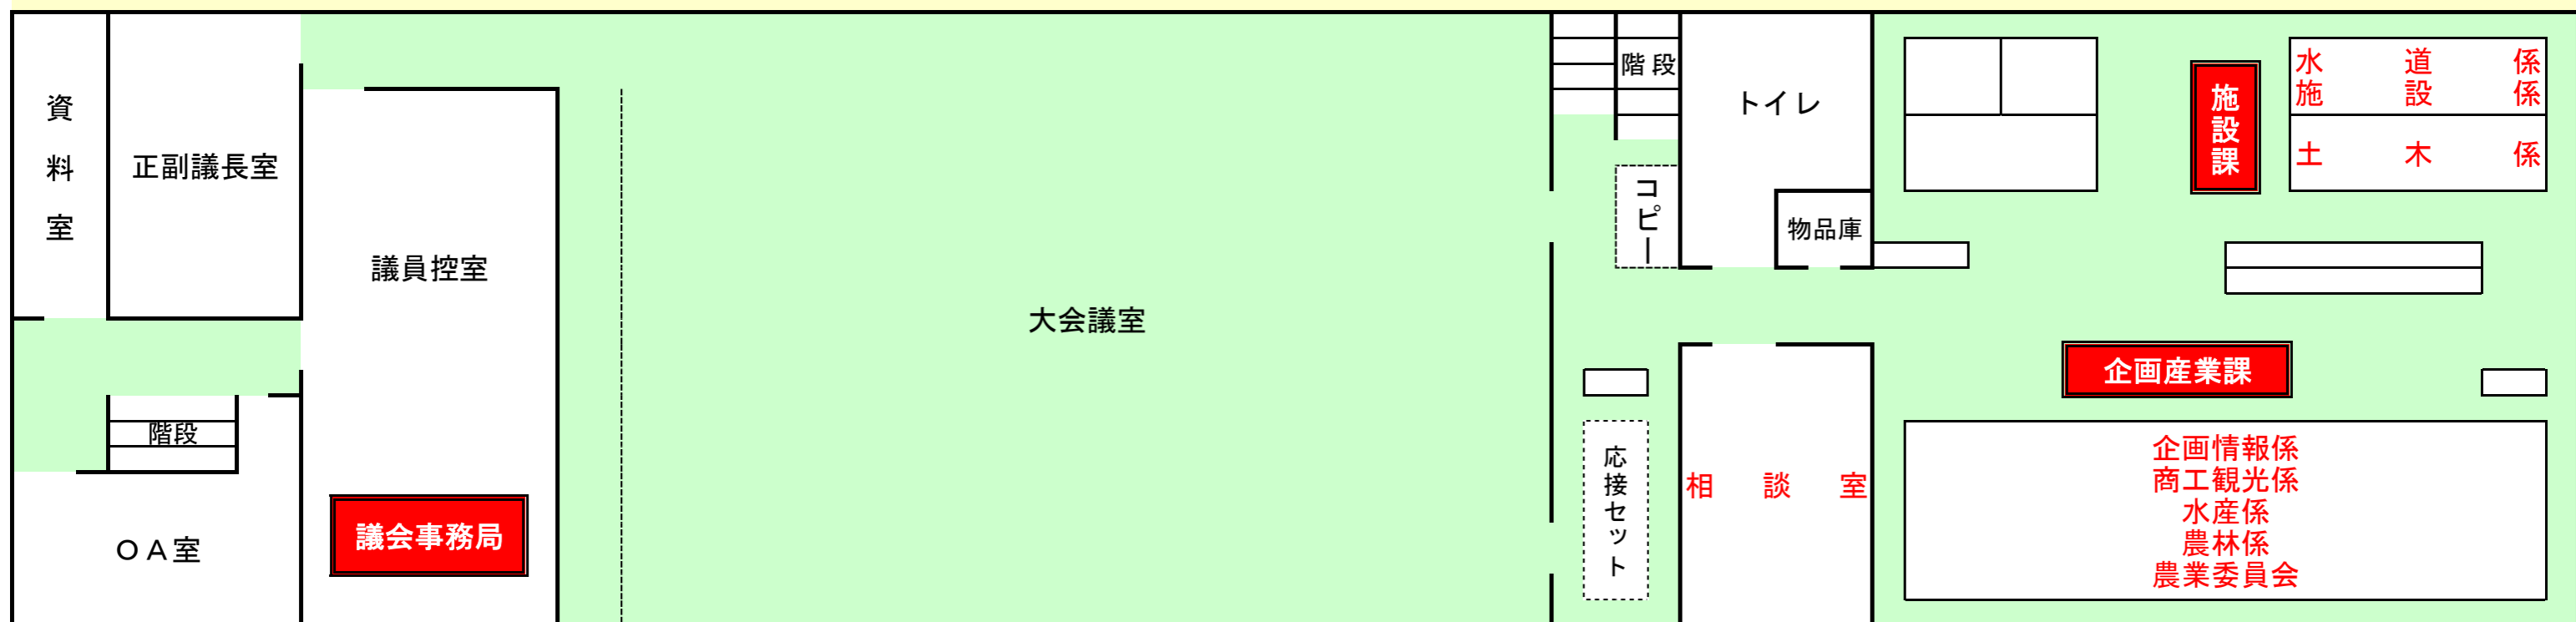 資料室
正副議長室
議員控室
階段
議会事務局
ＯＡ室
大会議室
階段
コピー
応接セット
トイレ
物品庫
相談室
施設課
水道係
施設係
土木係
企画産業課
企画情報係
商工観光係
水産係
農林係
農業委員会